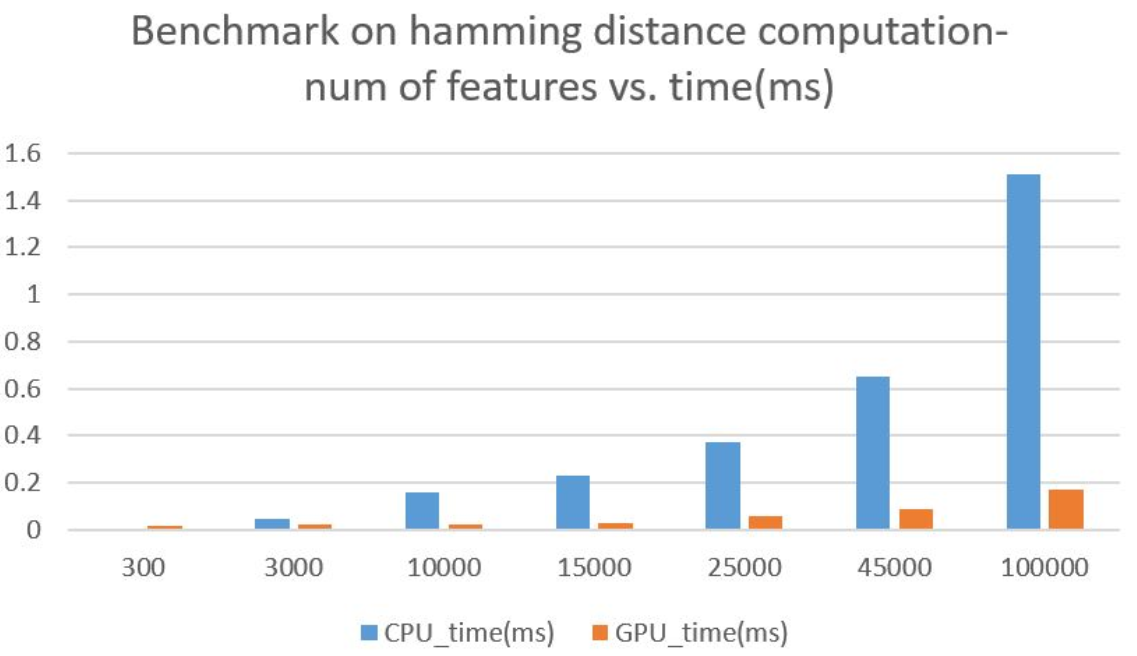 Benchmark on hamming distance computation-
num of features vs. time(ms)
1.6
1.4
1.2
1
0.8
0.6
0.4
0.2
0
300 3000 10000 15000 25000 45000 100000
CPU_time(ms) GPU_time(ms)